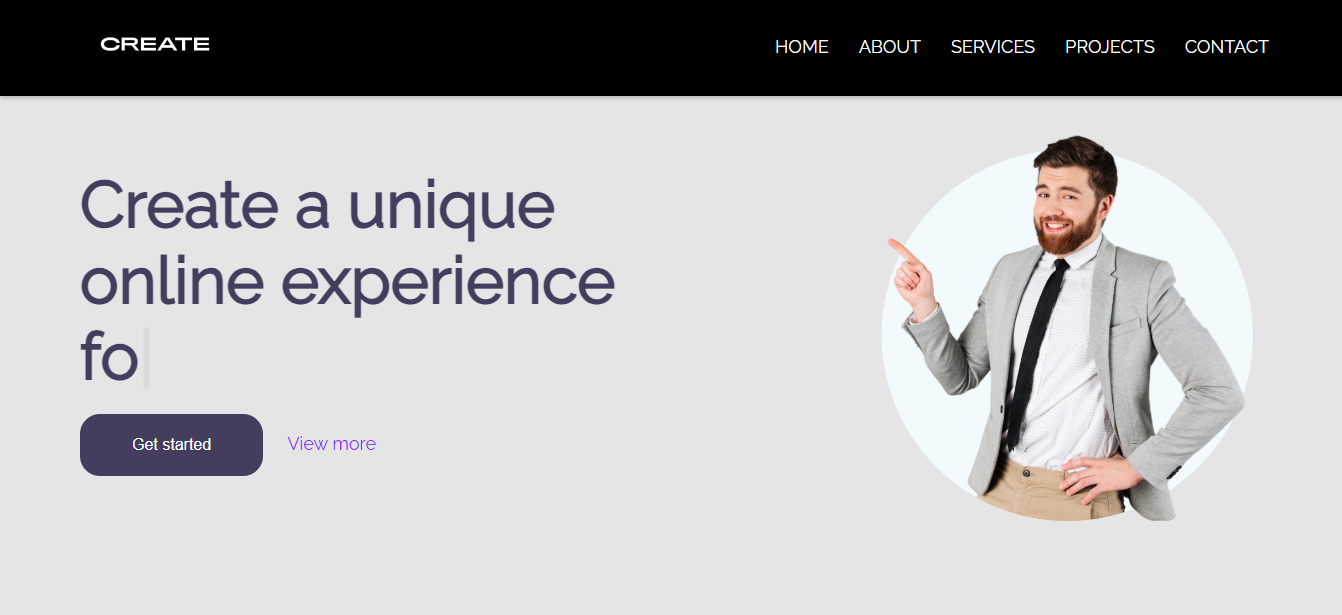 CREATE
HOME ABOUT SERVICES PROJECTS CONTACT
Create a unique
online experience
fo
Get started
View more